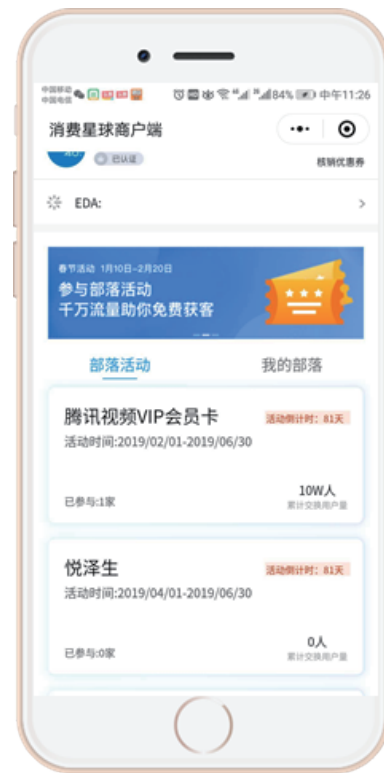 中国移动
中国电信
84%
中午11:26
消费星球商户端
已认证
核销优惠券
EDA:
春节活动 1月10日-2月20日
参与部落活动
千万流量助你免费获客
部落活动
我的部落
腾讯视频VIP会员卡
活动倒计时: 81天
活动时间:2019/02/01-2019/06/30
10W人
已参与:1家
累计交换用户量
悦泽生
活动倒计时: 81天
活动时间:2019/04/01-2019/06/30
0人
已参与:0家
累计交换用户量